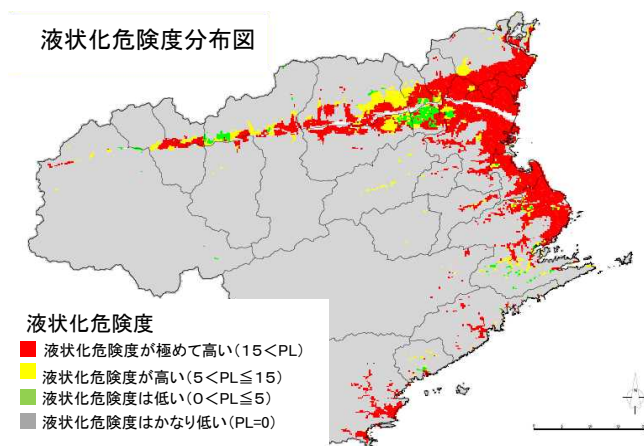 液状化危険度分布図
液状化危険度
液状化危険度が極めて高い(15<PL)
液状化危険度が高い(5<PL≦15)
液状化危険度は低い(0<PL≦5)
液状化危険度はかなり低い(PL=0)